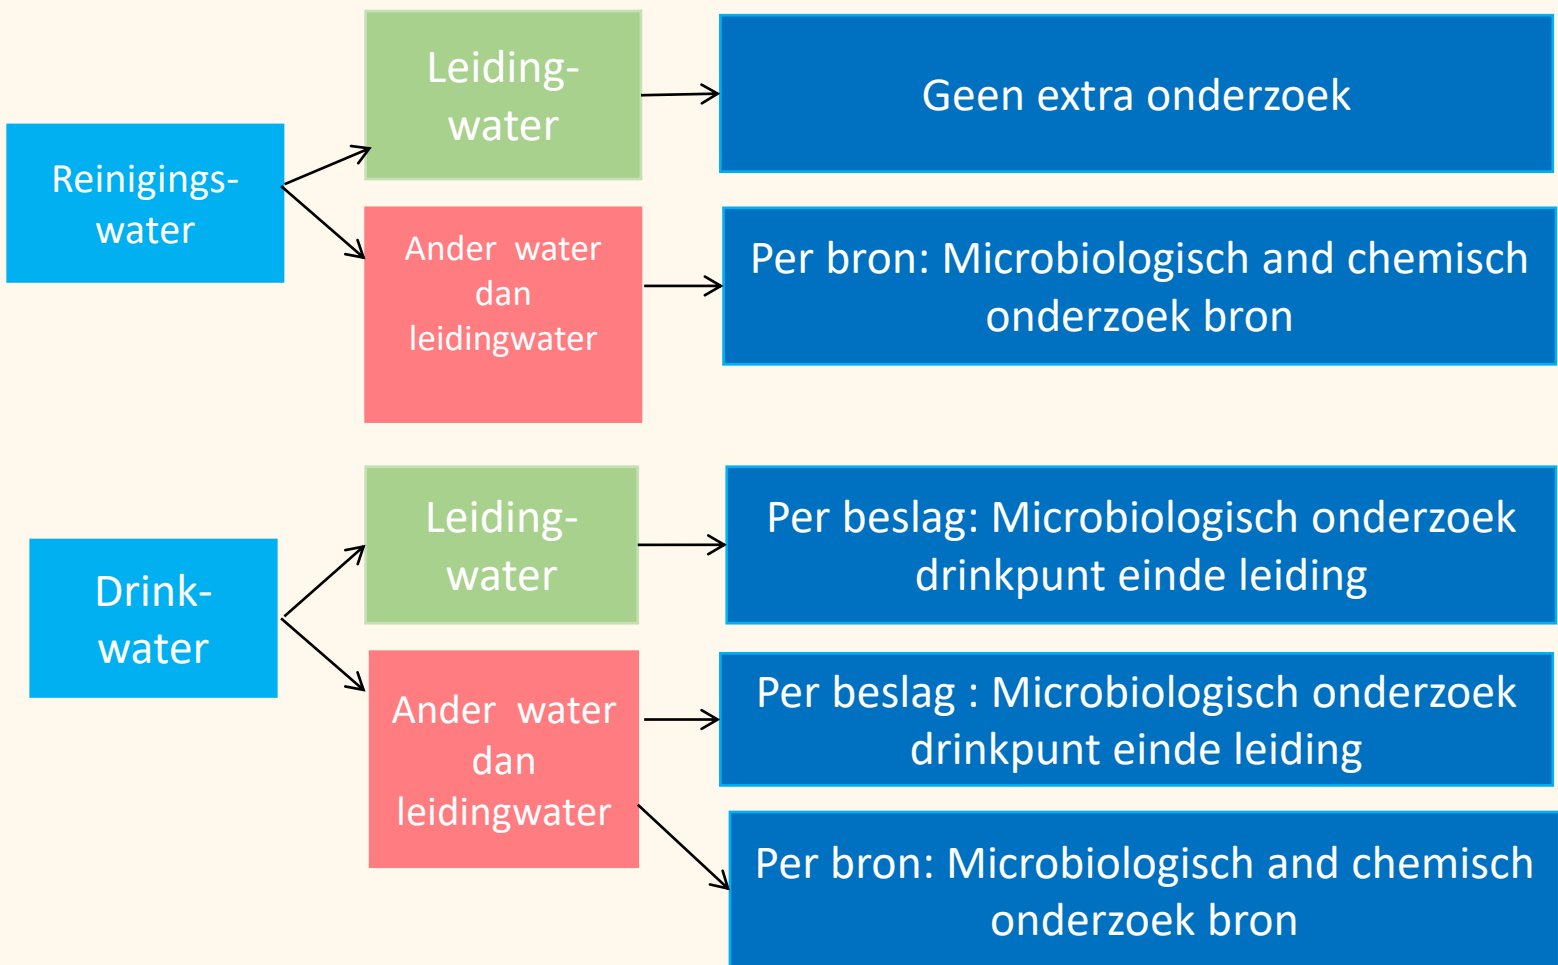 Reinigings-
water
Leiding-
water
Geen extra onderzoek
Ander water
dan
leidingwater
Per bron: Microbiologisch and chemisch
onderzoek bron
Drink-
water
Leiding-
water
Per beslag: Microbiologisch onderzoek
drinkpunt einde leiding
Ander water
dan
leidingwater
Per beslag : Microbiologisch onderzoek
drinkpunt einde leiding
Per bron: Microbiologisch and chemisch
onderzoek bron